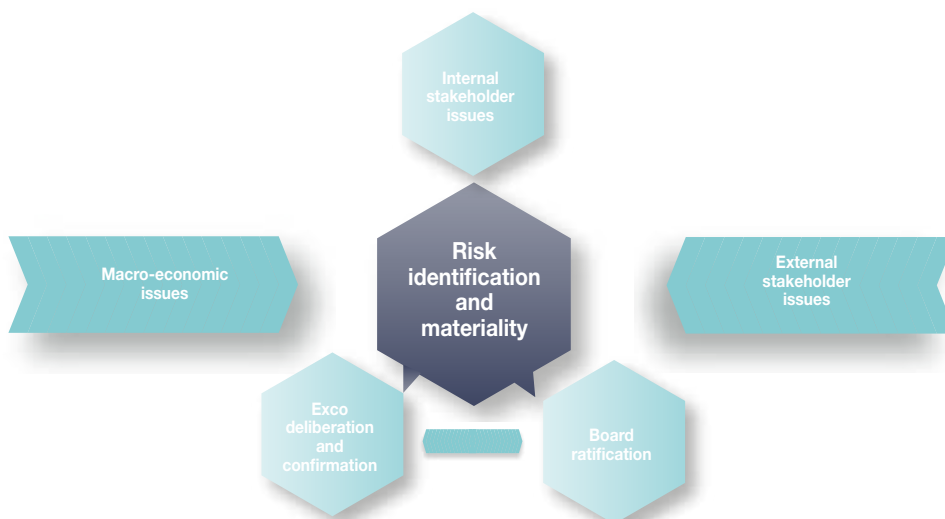 Internal
stakeholder
issues
Risk
identification
and
materiality
Macro-economic
issues
External
stakeholder
issues
Exco
deliberation
and
confirmation
Board
ratification